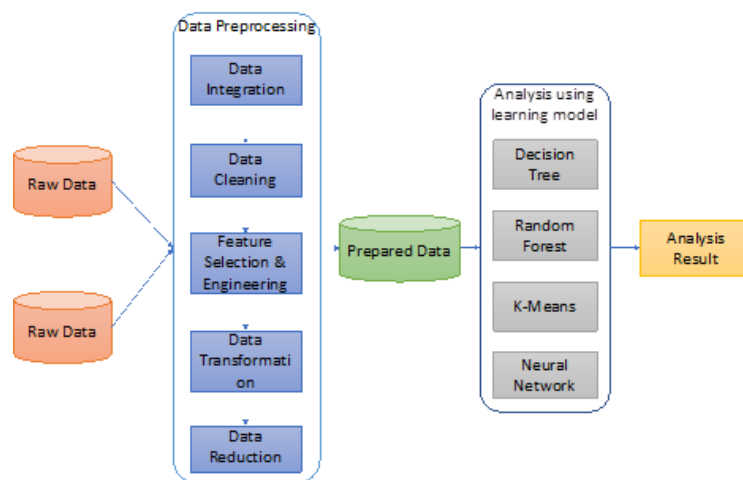 Data Preprocessing
Data
Integration
Data
Cleaning
Feature
Selection &
Engineering
Data
Transformati
on
Data
Reduction
Raw Data
Raw Data
Prepared Data
Analysis using
learning model
Decision
Tree
Random
Forest
K-Means
Neural
Network
Analysis
Result